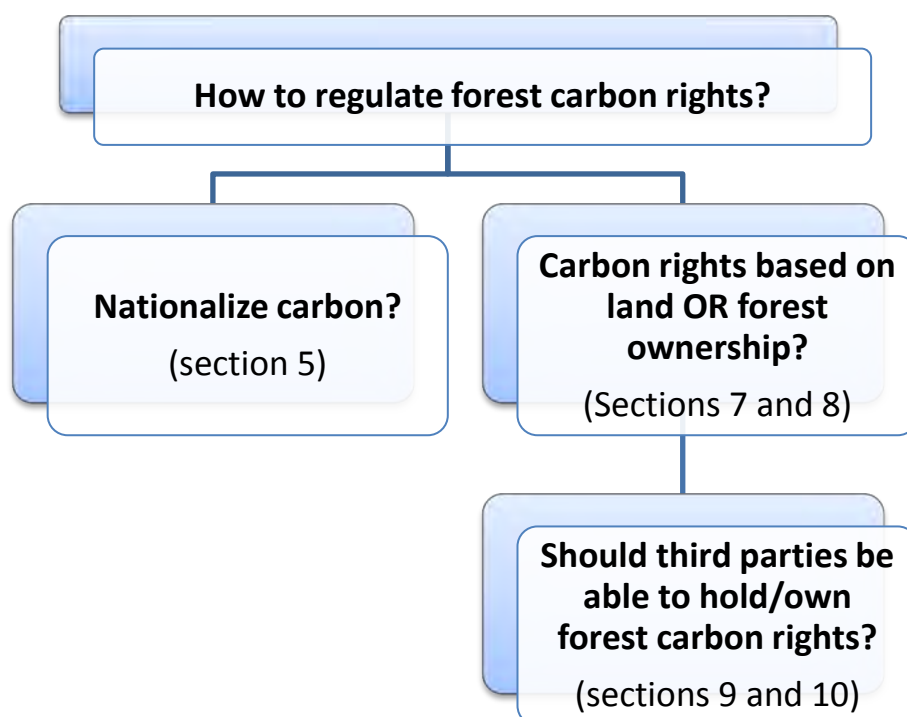 How to regulate forest carbon rights?
Nationalize carbon?
(section 5)
Carbon rights based on
land OR forest
ownership?
(Sections 7 and 8)
Should third parties be
able to hold/own
forest carbon rights?
(sections 9 and 10)